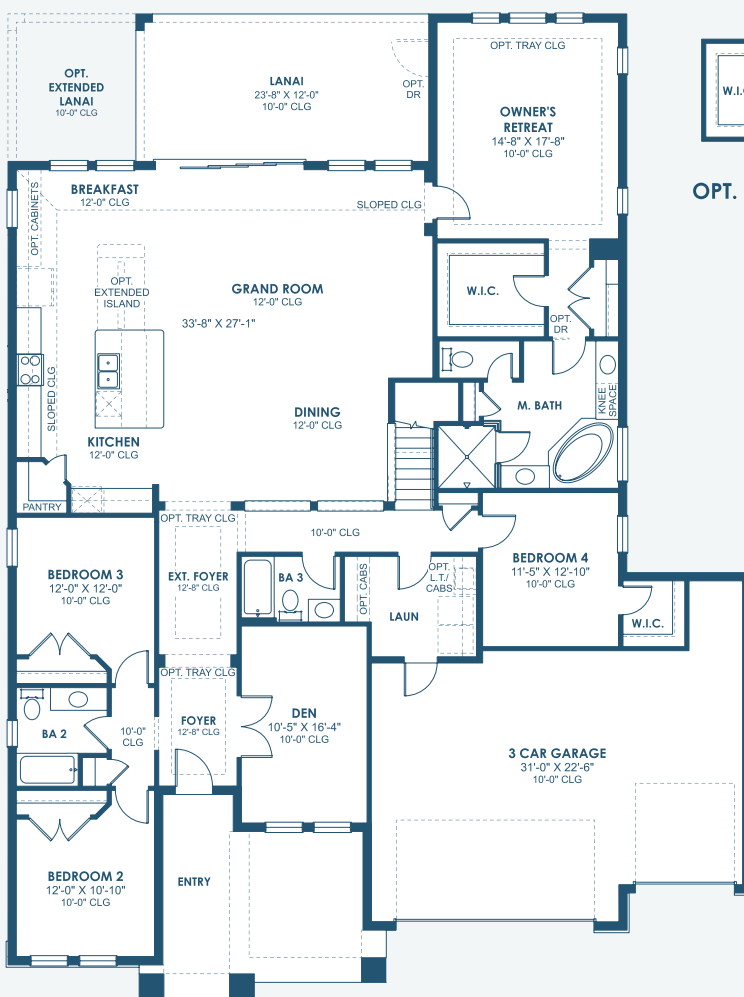 OPT.
EXTENDED
LANAI
10'-0" CLG
LANAI
23'-8" X 12'-0"
10'-0" CLG
OPT.
DR
OPT. TRAY CLG
OWNER'S
RETREAT
14'-8" X 17'-8"
10'-0" CLG
W.I.C
OPT.
BREAKFAST
12'-0" CLG
SLOPED CLG
OPT. CABINETS
OPT.
EXTENDED
ISLAND
GRAND ROOM
12'-0" CLG
33'-8" X 27'-1"
W.I.C.
OPT.
DR
SLOPED CLG
KITCHEN
12'-0" CLG
DINING
12'-0" CLG
M. BATH
KNEE
SPACE
PANTRY
OPT. TRAY CLG
10'-0" CLG
BEDROOM 3
12'-0" X 12'-0"
10'-0" CLG
EXT. FOYER
12'-8" CLG
BA 3
OPT. CABS
OPT.
L.T./
CABS
LAUN
BEDROOM 4
11'-5" X 12'-10"
10'-0" CLG
W.I.C.
OPT. TRAY CLG
BA 2
10'-0"
CLG
FOYER
12'-8" CLG
DEN
10'-5" X 16'-4"
10'-0" CLG
3 CAR GARAGE
31'-0" X 22'-6"
10'-0" CLG
BEDROOM 2
12'-0" X 10'-10"
10'-0" CLG
ENTRY